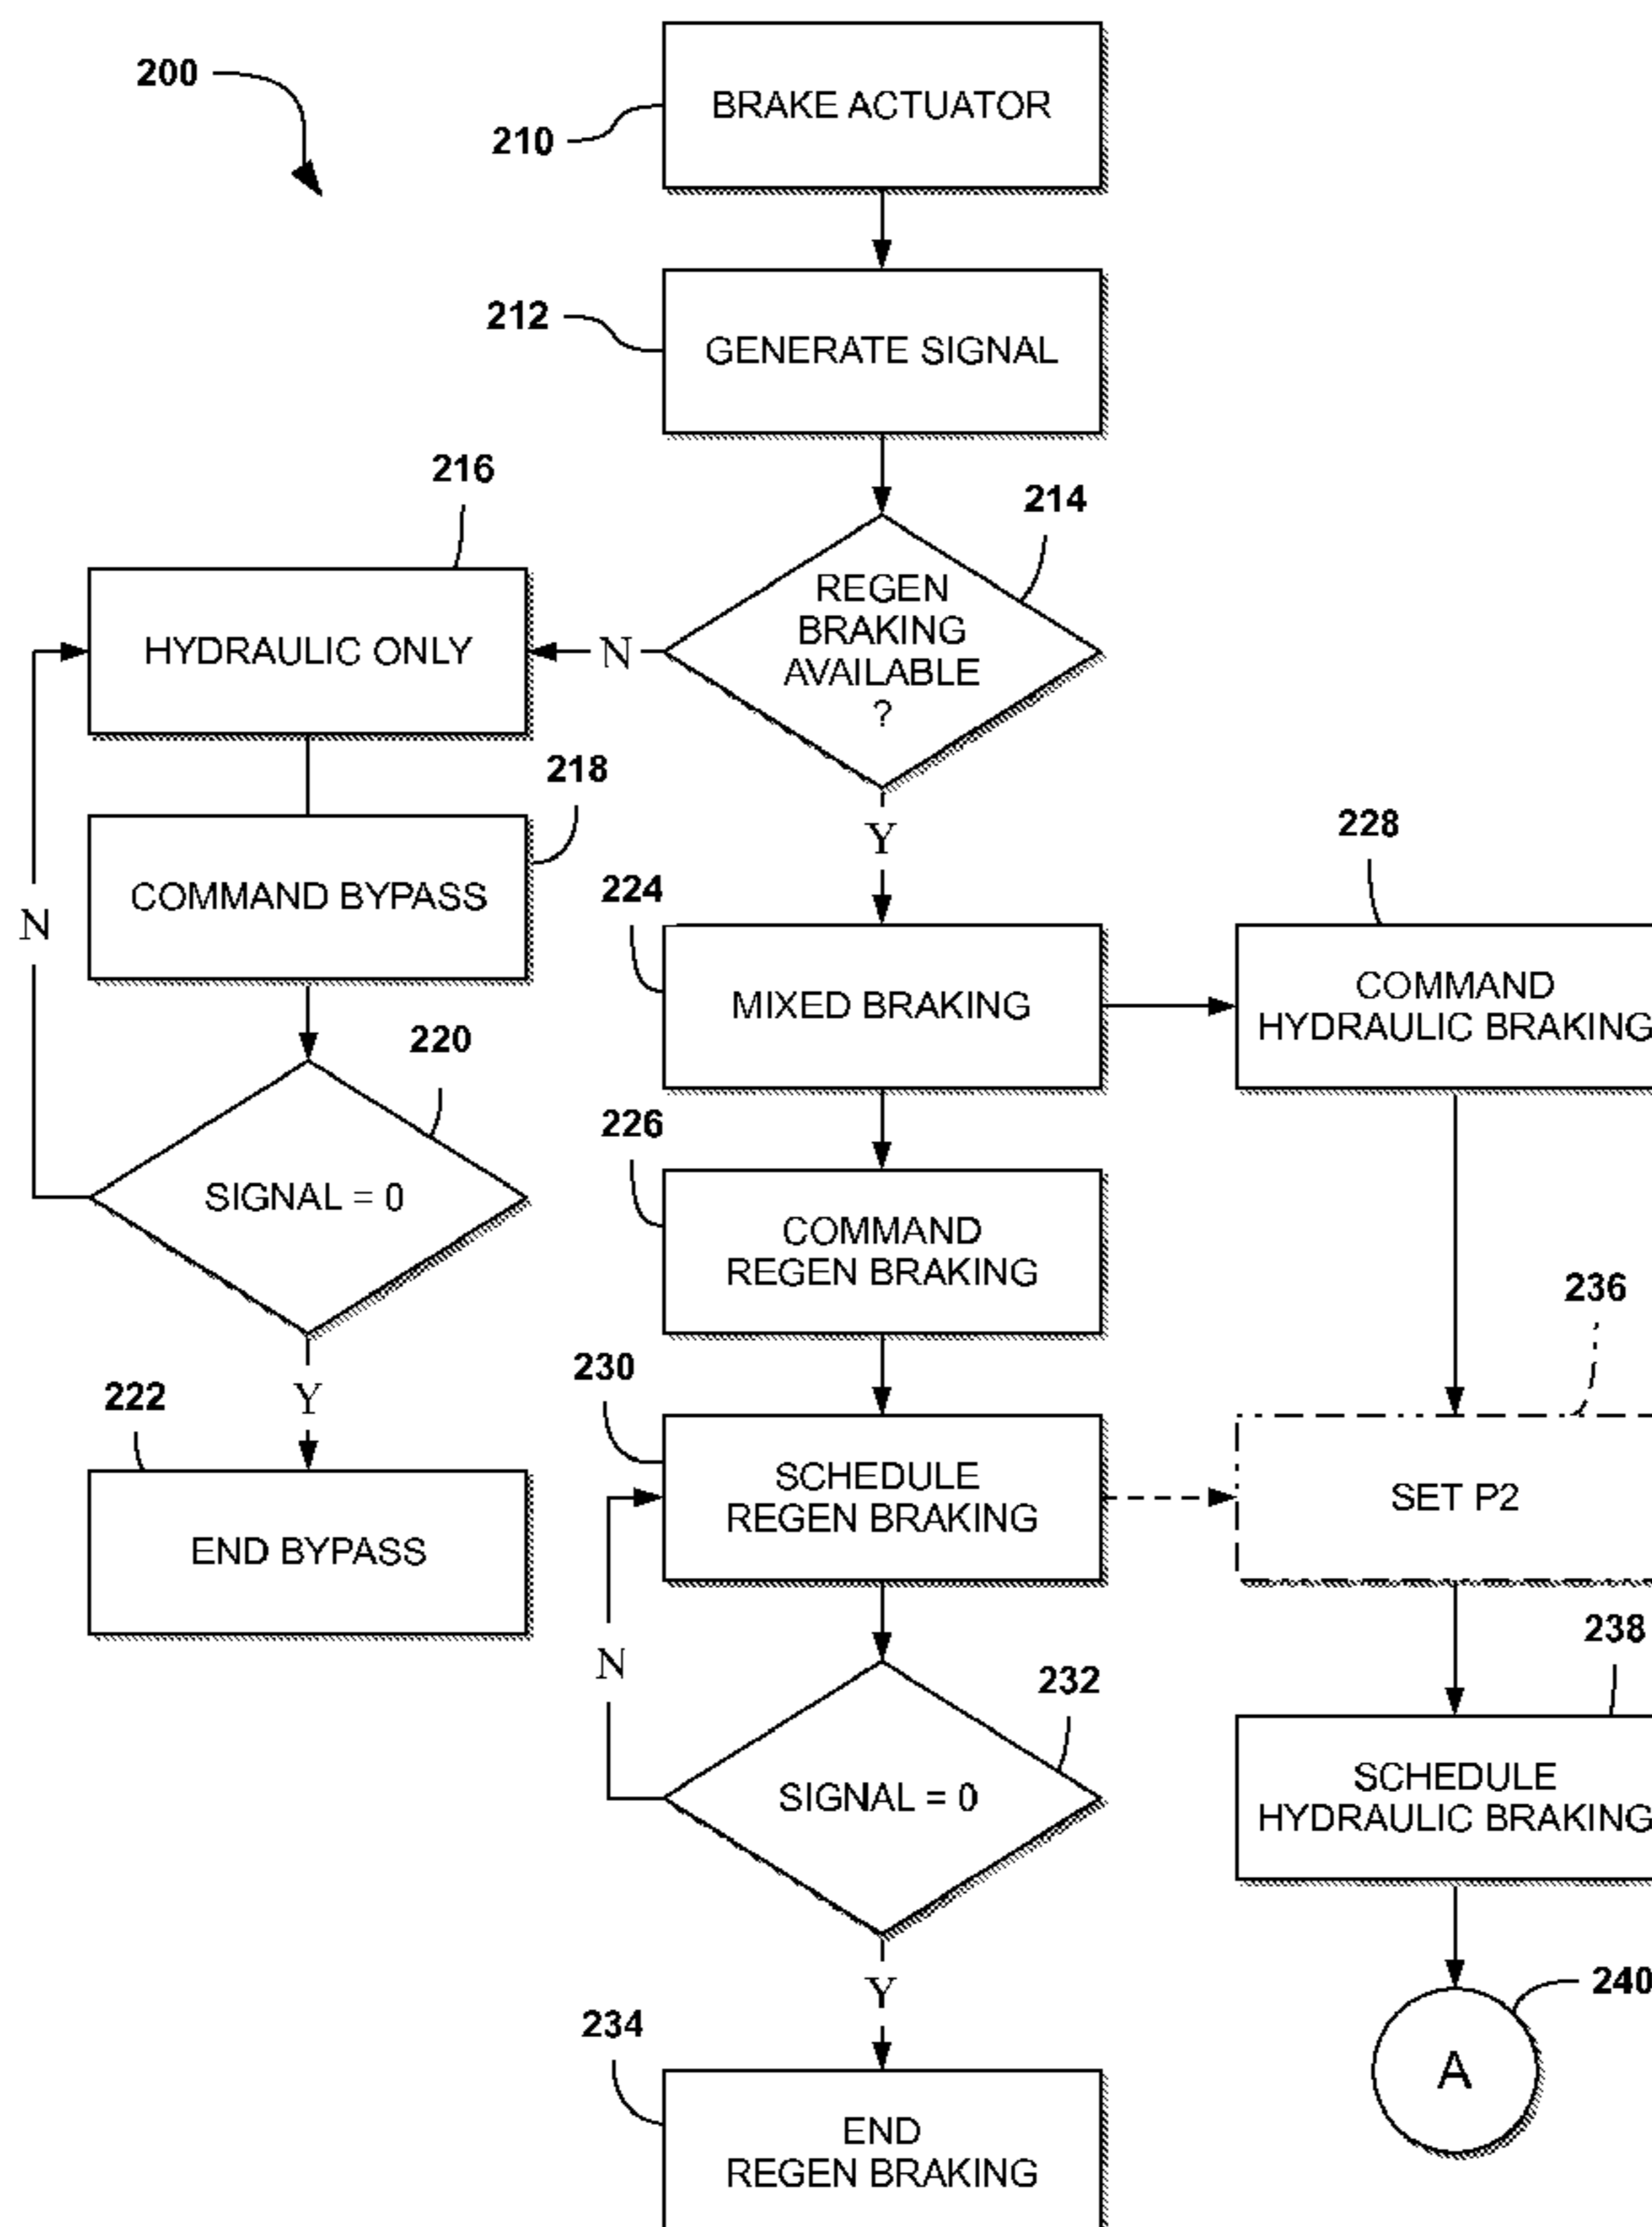 200
BRAKE ACTUATOR
210
GENERATE SIGNAL
212
216
214
REGEN
BRAKING
AVAILABLE
?
HYDRAULIC ONLY
N
218
COMMAND BYPASS
N
Y
228
224
MIXED BRAKING
COMMAND
HYDRAULIC BRAKING
220
226
SIGNAL = 0
COMMAND
REGEN BRAKING
236
230
222
Y
SCHEDULE
REGEN BRAKING
SET P2
END BYPASS
238
N
232
SIGNAL = 0
SCHEDULE
HYDRAULIC BRAKING
Y
240
234
A
END
REGEN BRAKING